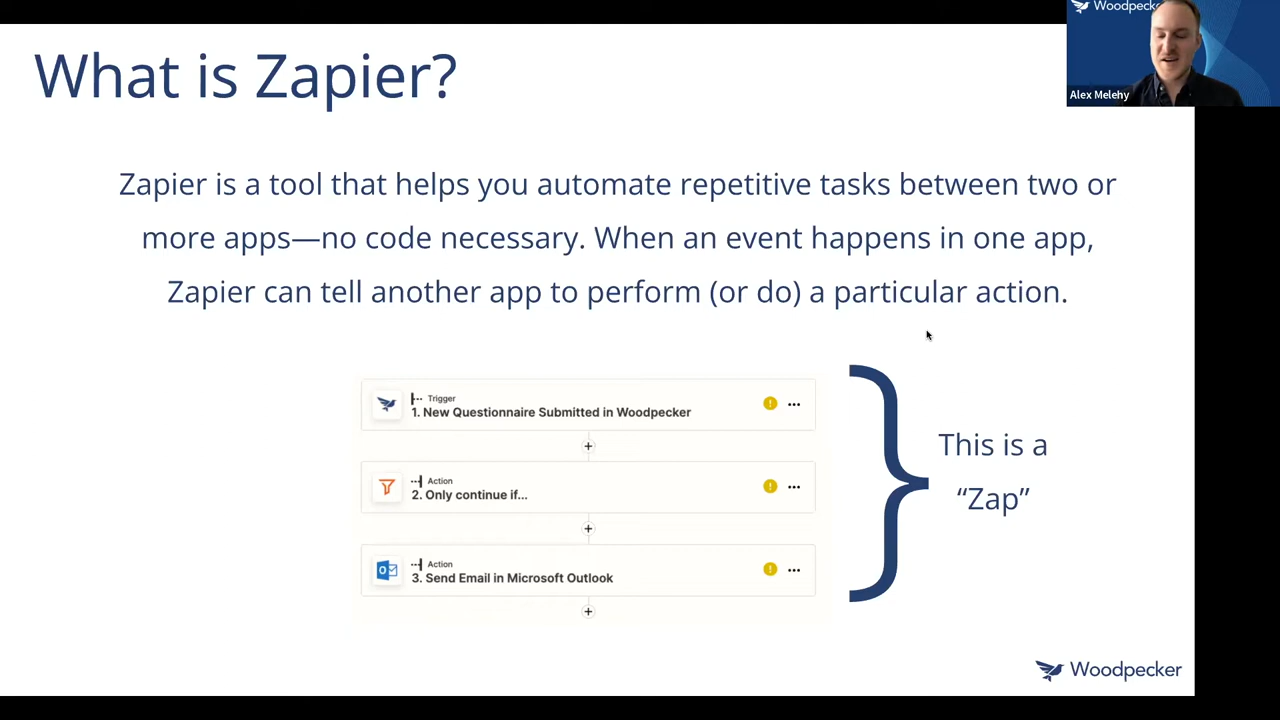 What is Zapier?
Woodpecker
Alex Melehy
Zapier is a tool that helps you automate repetitive tasks between two or
more apps—no code necessary. When an event happens in one app,
Zapier can tell another app to perform (or do) a particular action.
Trigger
1. New Questionnaire Submitted in Woodpecker
Action
2. Only continue if...
Action
3. Send Email in Microsoft Outlook
This is a
“Zap”
Woodpecker